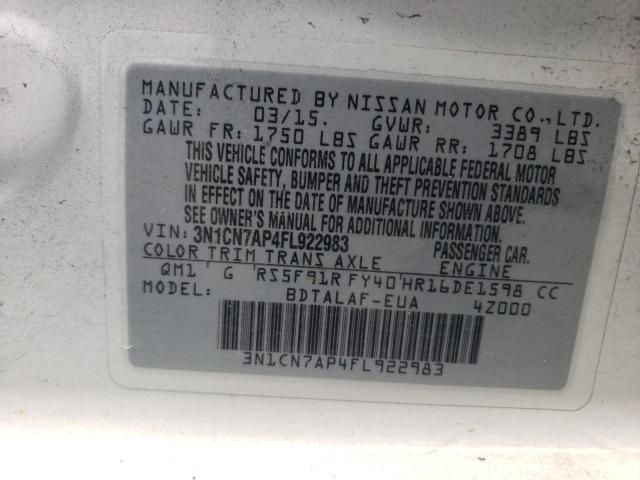 MANUFACTURED BY NISSAN MOTOR CO.,LTD.
DATE: 03/15. GVWR: 3389 LBS
GAWR FR: 1750 LBS GAWR RR: 1708 LBS
THIS VEHICLE CONFORMS TO ALL APPLICABLE FEDERAL MOTOR
VEHICLE SAFETY, BUMPER AND THEFT PREVENTION STANDARDS
IN EFFECT ON THE DATE OF MANUFACTURE SHOWN ABOVE.
SEE OWNER'S MANUAL FOR ADDITIONAL INFORMATION.
VIN: 3N1CN7AP4FL922983 PASSENGER CAR.
COLOR TRIM TRANS AXLE ENGINE
QM1 G RS5F91R FY40 HR16DE1598 CC
MODEL BDTALAF-EUA 4Z000
3N1CN7AP4FL922983